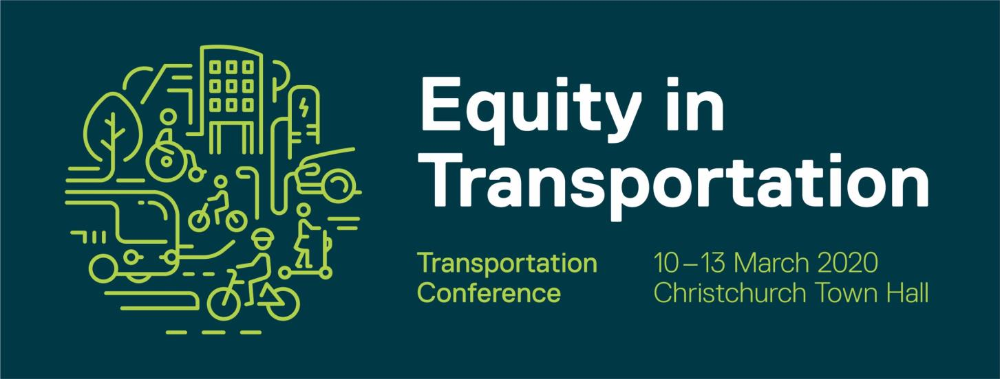 Equity in
Transportation
Transportation
Conference
10–13 March 2020
Christchurch Town Hall